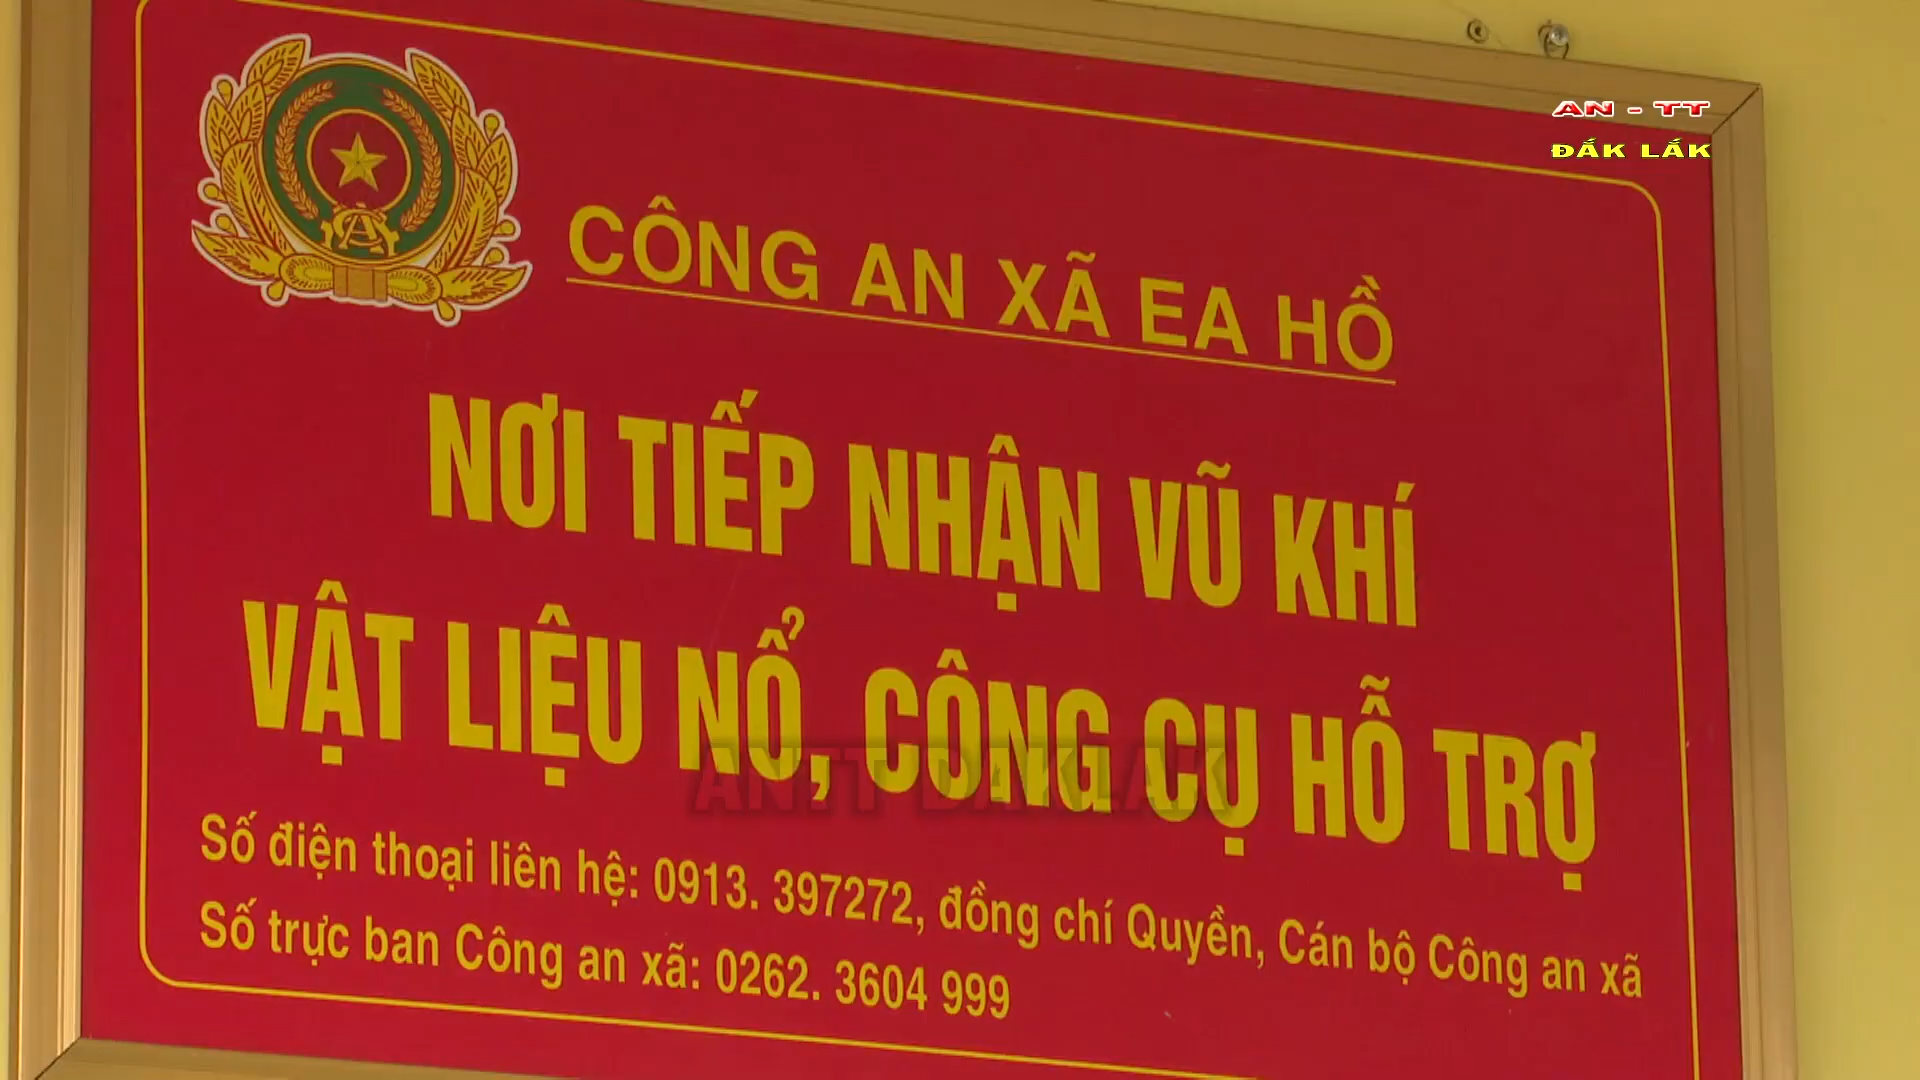 AN - TT
ĐẮK LẮK
CÔNG AN XÃ EA HỒ
NƠI TIẾP NHẬN VŨ KHÍ
VẬT LIỆU NỔ, CÔNG CỤ HỖ TRỢ
ANTT DAKLAK
Số điện thoại liên hệ: 0913. 397272, đồng chí Quyền, Cán bộ Công an xã
Số trực ban Công an xã: 0262. 3604 999